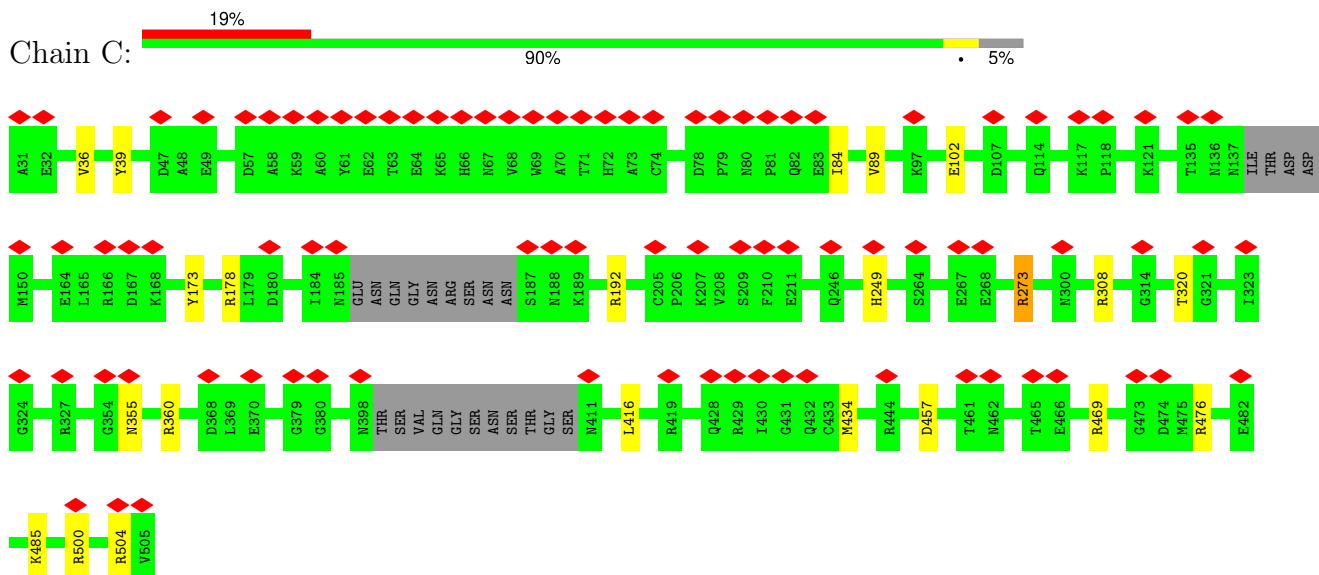 19%
Chain C:
90% • 5%
A31 E32 V36 Y39 D47 A48 E49 D57 A58 K59 A60 Y61 E62 T63 E64 K65 H66 N67 V68 W69 A70 T71 H72 A73 C74 D78 P79 N80 P81 Q82 E83 I84 V89 K97 E102 D107 Q114 K117 P118 K121 T135 N136 N137 ILE THR ASP ASP
M150 E164 L165 R166 D167 K168 Y173 R178 L179 D180 I184 N185 GLU ASN GLN GLY ASN ARG SER ASN ASN S187 N188 K189 R192 C205 P206 K207 V208 S209 F210 E211 Q246 H249 S264 E267 E268 R273 N300 R308 G314 T320 G321 I323
G324 R327 G354 N355 R360 D368 L369 E370 G379 G380 N398 THR SER VAL GLN GLY SER ASN SER THR GLY SER N411 L416 R419 Q428 R429 I430 G431 Q432 C433 M434 R444 D457 T461 N462 T465 E466 R469 G473 D474 M475 R476 E482
K485 R500 R504 V505